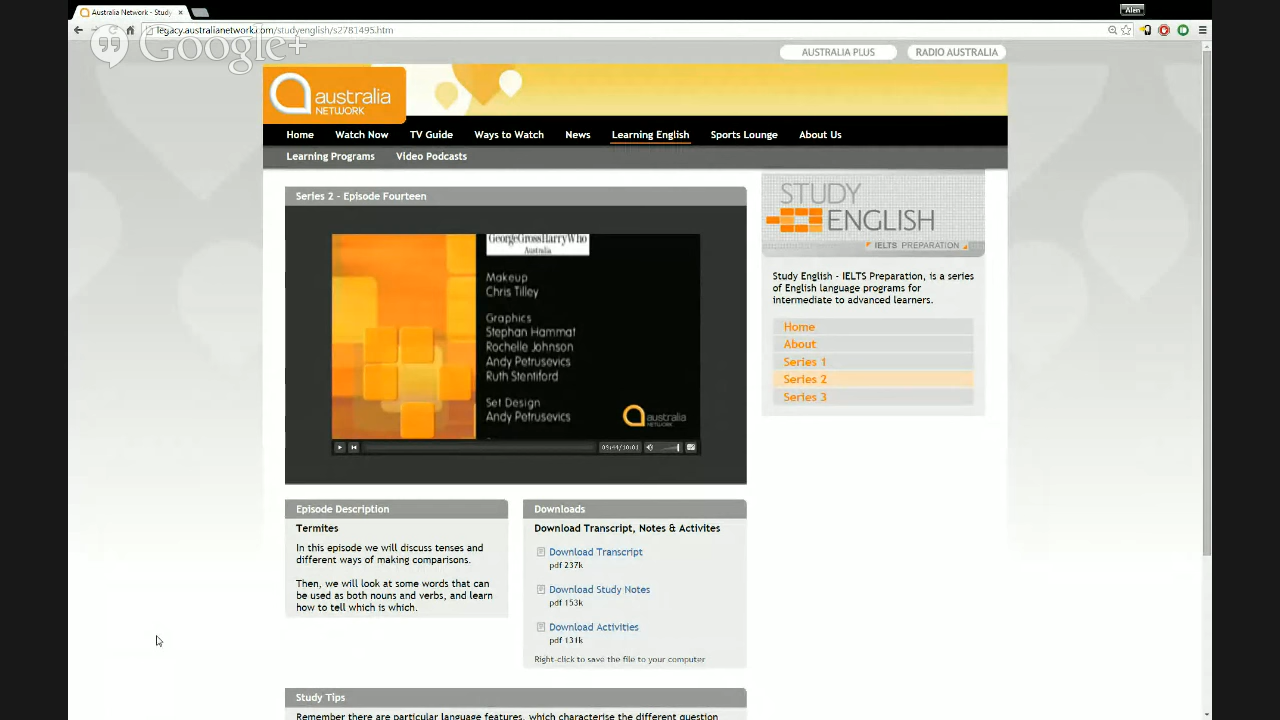 Australia Network - Study
Alen
legacy.australianetwork.com/studyenglish/s2781495.htm
Google+
AUSTRALIA PLUS
RADIO AUSTRALIA
australia
NETWORK
Home Watch Now TV Guide Ways to Watch News Learning English Sports Lounge About Us
Learning Programs Video Podcasts
Series 2 - Episode Fourteen
GeorgeGrossHarryWho
Australia
Makeup
Chris Tilley
Graphics
Stephan Hammat
Rochelle Johnson
Andy Petrusevics
Ruth Stentiford
Set Design
Andy Petrusevics
australia
NETWORK
09:44/10:01
STUDY
ENGLISH
IELTS PREPARATION
Study English - IELTS Preparation, is a series
of English language programs for
intermediate to advanced learners.
Home
About
Series 1
Series 2
Series 3
Episode Description
Termites
In this episode we will discuss tenses and
different ways of making comparisons.
Then, we will look at some words that can
be used as both nouns and verbs, and learn
how to tell which is which.
Downloads
Download Transcript, Notes & Activites
Download Transcript
pdf 237k
Download Study Notes
pdf 153k
Download Activities
pdf 131k
Right-click to save the file to your computer
Study Tips
Remember there are particular language features, which characterise the different question